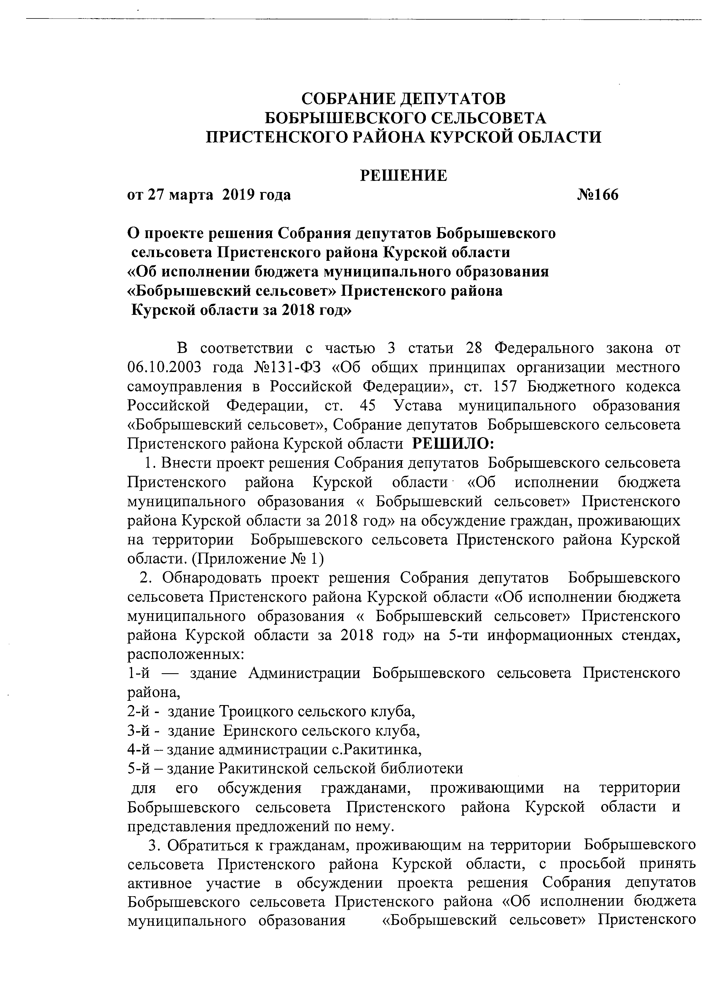 СОБРАНИЕ ДЕПУТАТОВ
БОБРЫШЕВСКОГО СЕЛЬСОВЕТА
ПРИСТЕНСКОГО РАЙОНА КУРСКОЙ ОБЛАСТИ
РЕШЕНИЕ
от 27 марта 2019 года №166
О проекте решения Собрания депутатов Бобрышевского
сельсовета Пристенского района Курской области
«Об исполнении бюджета муниципального образования
«Бобрышевский сельсовет» Пристенского района
Курской области за 2018 год»
В соответствии с частью 3 статьи 28 Федерального закона от
06.10.2003 года №131-ФЗ «Об общих принципах организации местного
самоуправления в Российской Федерации», ст. 157 Бюджетного кодекса
Российской Федерации, ст. 45 Устава муниципального образования
«Бобрышевский сельсовет», Собрание депутатов Бобрышевского сельсовета
Пристенского района Курской области РЕШИЛО:
1. Внести проект решения Собрания депутатов Бобрышевского сельсовета
Пристенского района Курской области «Об исполнении бюджета
муниципального образования « Бобрышевский сельсовет» Пристенского
района Курской области за 2018 год» на обсуждение граждан, проживающих
на территории Бобрышевского сельсовета Пристенского района Курской
области. (Приложение № 1)
2. Обнародовать проект решения Собрания депутатов Бобрышевского
сельсовета Пристенского района Курской области «Об исполнении бюджета
муниципального образования « Бобрышевский сельсовет» Пристенского
района Курской области за 2018 год» на 5-ти информационных стендах,
расположенных:
1-й — здание Администрации Бобрышевского сельсовета Пристенского
района,
2-й - здание Троицкого сельского клуба,
3-й - здание Еринского сельского клуба,
4-й – здание администрации с.Ракитинка,
5-й – здание Ракитинской сельской библиотеки
для его обсуждения гражданами, проживающими на территории
Бобрышевского сельсовета Пристенского района Курской области и
представления предложений по нему.
3. Обратиться к гражданам, проживающим на территории Бобрышевского
сельсовета Пристенского района Курской области, с просьбой принять
активное участие в обсуждении проекта решения Собрания депутатов
Бобрышевского сельсовета Пристенского района «Об исполнении бюджета
муниципального образования «Бобрышевский сельсовет» Пристенского